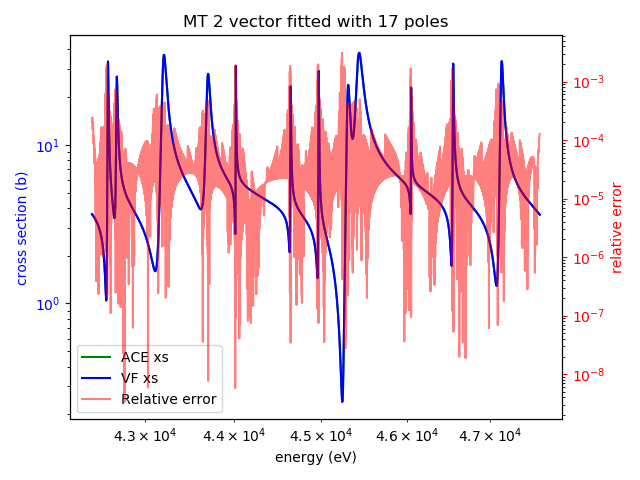 MT 2 vector fitted with 17 poles
cross section (b)
10¹
10⁰
10⁻³
10⁻⁴
10⁻⁵
10⁻⁶
10⁻⁷
10⁻⁸
relative error
ACE xs
VF xs
Relative error
4.3 × 10⁴ 4.4 × 10⁴ 4.5 × 10⁴ 4.6 × 10⁴ 4.7 × 10⁴
energy (eV)